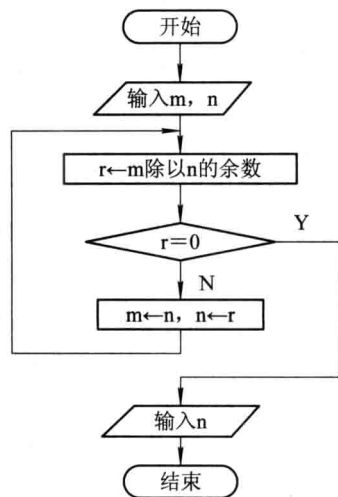 开始
输入m，n
r←m除以n的余数
r＝0
Y
N
m←n，n←r
输入n
结束